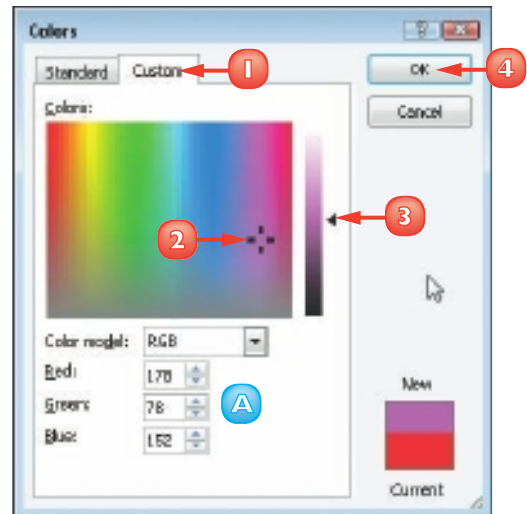 Colors
Standard Custom 1
OK 4
Colors:
Cancel
2
3
Color model: RGB
Red: 178
Green: 78 A
Blue: 152
New
Current